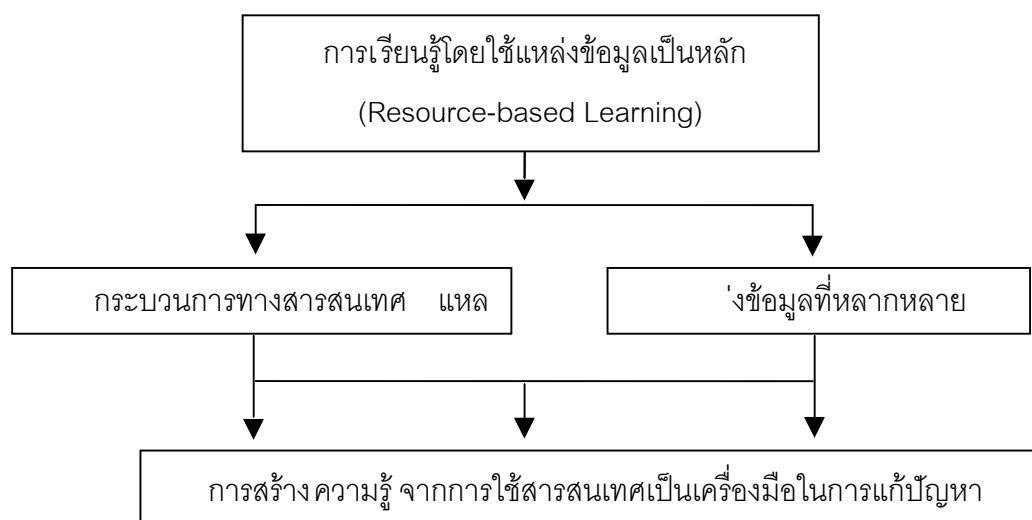 การเรียนรู้โดยใช้แหล่งข้อมูลเป็นหลัก
(Resource-based Learning)
กระบวนการทางสารสนเทศ แหล ่งข้อมูลที่หลากหลาย
การสร้าง ความรู้ จากการใช้สารสนเทศเป็นเครื่องมือในการแก้ปัญหา